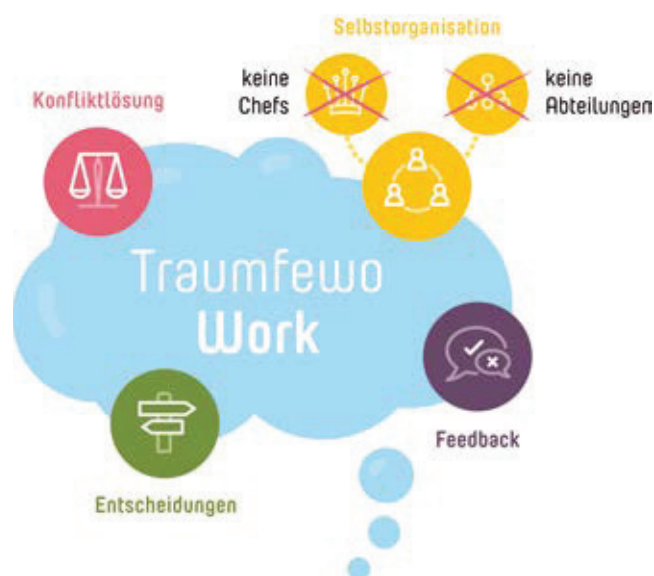 Selbstorganisation
keine
Chefs
keine
Abteilungen
Konfliktlösung
Traumfewo
Work
Feedback
Entscheidungen